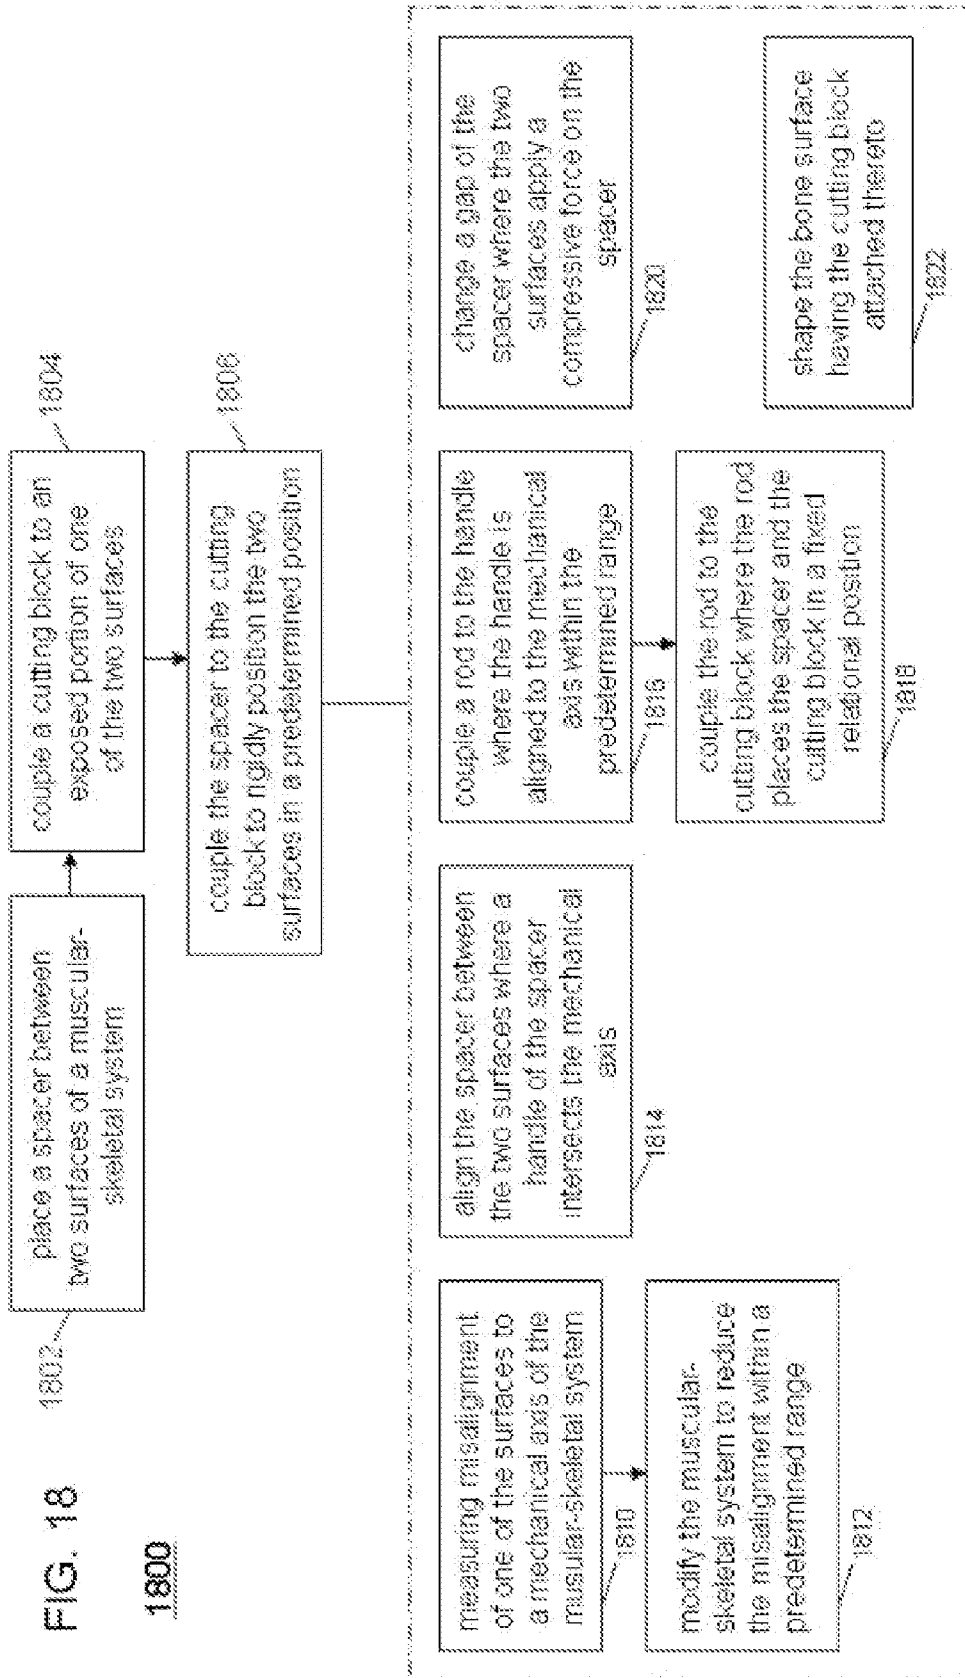 FIG. 18
1800
1802
place a spacer between
two surfaces of a muscular-
skeletal system
couple a cutting block to an
exposed portion of one
of the two surfaces
1804
couple the spacer to the cutting
block to rigidly position the two
surfaces in a predetermined position
1806
measuring misalignment
of one of the surfaces to
a mechanical axis of the
musular-skeletal system
1810
modify the muscular-
skeletal system to reduce
the misalignment within a
predetermined range
1812
align the spacer between
the two surfaces where a
handle of the spacer
intersects the mechanical
axis
1814
couple a rod to the handle
where the handle is
aligned to the mechanical
axis within the
predetermined range
1816
couple the rod to the
cutting block where the rod
places the spacer and the
cutting block in a fixed
relational position
1818
change a gap of the
spacer where the two
surfaces apply a
compressive force on the
spacer
1820
shape the bone surface
having the cutting block
attached thereto
1822